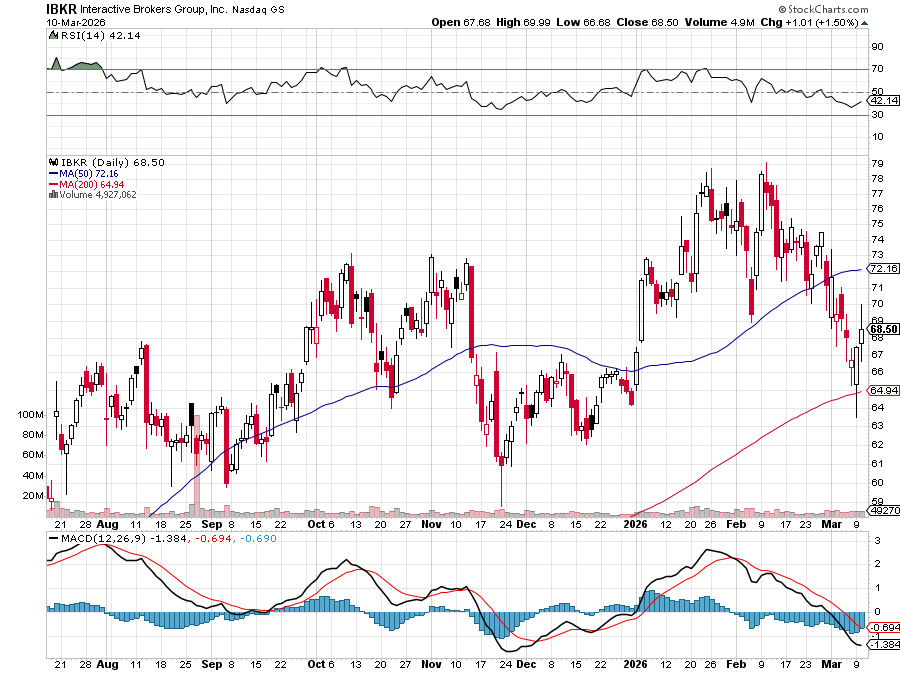 IBKR Interactive Brokers Group, Inc. Nasdaq GS © StockCharts.com
10-Mar-2026 Open 67.68 High 69.99 Low 66.68 Close 68.50 Volume 4.9M Chg +1.01 (+1.50%)
RSI(14) 42.14
90
70
50
42.14
30
10
IBKR (Daily) 68.50
MA(50) 72.16
MA(200) 64.94
Volume 4,927,062
79
78
77
76
75
74
73
72.16
71
70
69
68.50
68
67
66
64.94
64
63
62
61
60
59
49270
100M
80M
60M
40M
20M
21 28 Aug 11 18 25 Sep 8 15 22 Oct 6 13 20 27 Nov 10 17 24 Dec 8 15 22 2026 12 20 26 Feb 9 17 23 Mar 9
MACD(12,26,9) -1.384, -0.694, -0.690
3
2
1
0
-0.694
-1
-1.384
21 28 Aug 11 18 25 Sep 8 15 22 Oct 6 13 20 27 Nov 10 17 24 Dec 8 15 22 2026 12 20 26 Feb 9 17 23 Mar 9